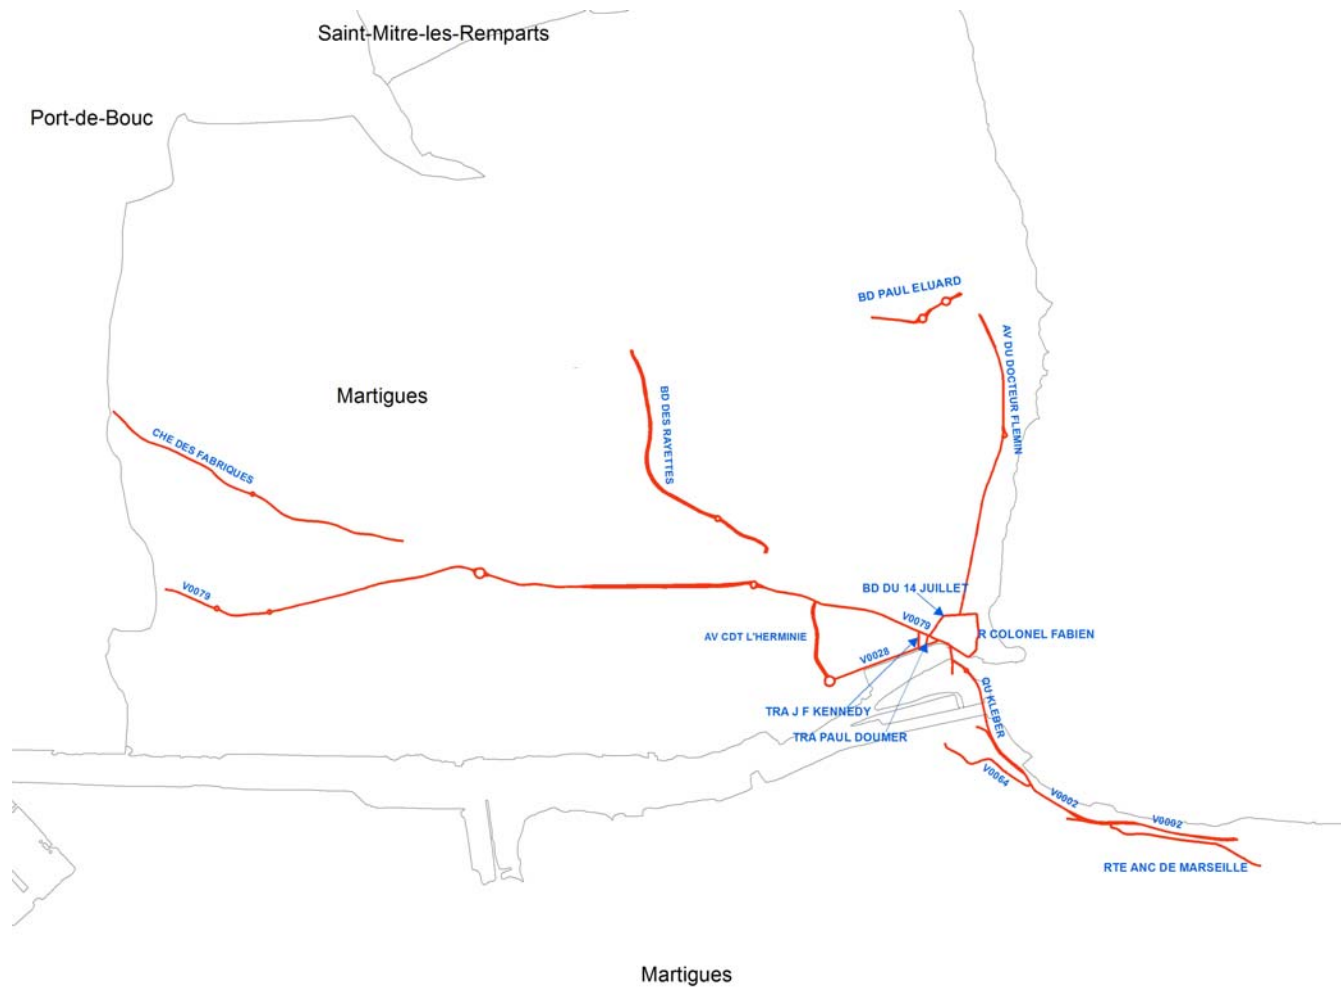 Saint-Mitre-les-Remparts
Port-de-Bouc
BD PAUL ELUARD
AV DU DOCTEUR FLEMIN
Martigues
BD DES RAYETTES
CHE DES FABRIQUES
V0079
BD DU 14 JUILLET
V0079
AV CDT L'HERMINIE
R COLONEL FABIEN
V0028
TRA J F KENNEDY
QU KLEBER
TRA PAUL DOUMER
V0064
V0002
V0002
RTE ANC DE MARSEILLE
Martigues